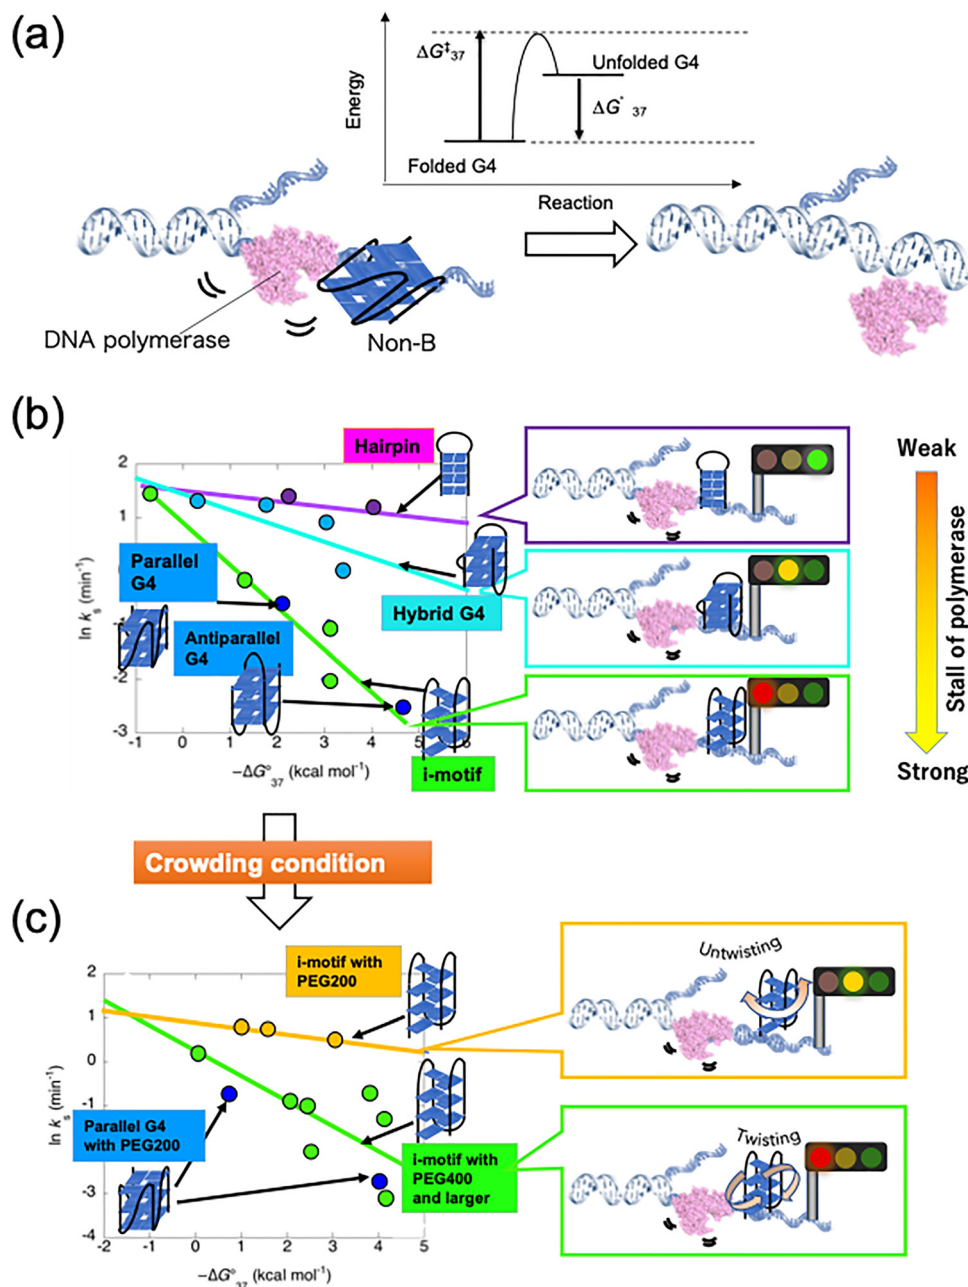 (a)
Energy
ΔG‡37
Unfolded G4
ΔG°37
Folded G4
Reaction
DNA polymerase
Non-B
(b)
2
1
0
-1
-2
-3
ln ks (min-1)
-1 0 1 2 3 4 5 6
−ΔG°37 (kcal mol-1)
Hairpin
Parallel
G4
Antiparallel
G4
Hybrid G4
i-motif
Weak
Stall of polymerase
Strong
Crowding condition
(c)
2
1
0
-1
-3
-4
ln ks (min-1)
-2 -1 0 1 2 3 4 5
−ΔG°37 (kcal mol-1)
i-motif with
PEG200
Parallel G4
with PEG200
i-motif with
PEG400
and larger
Untwisting
Twisting